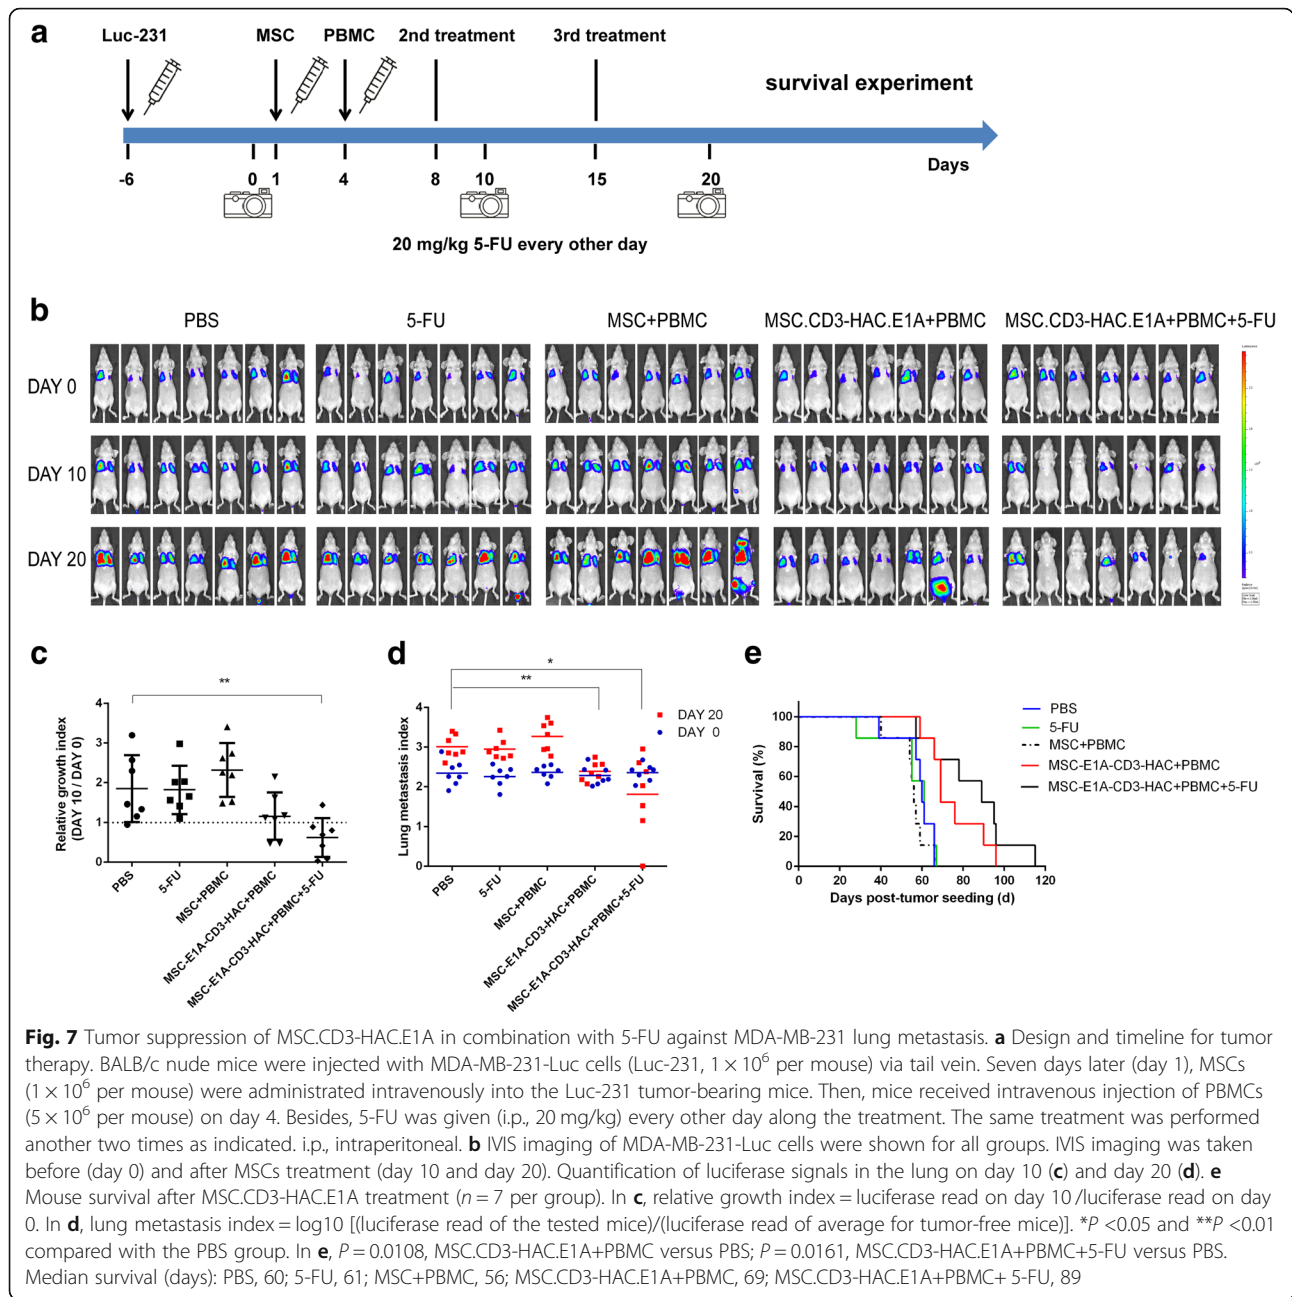 a
Luc-231 MSC PBMC 2nd treatment 3rd treatment
survival experiment
Days
-6 0 1 4 8 10 15 20
20 mg/kg 5-FU every other day
b
PBS 5-FU MSC+PBMC MSC.CD3-HAC.E1A+PBMC MSC.CD3-HAC.E1A+PBMC+5-FU
DAY 0
DAY 10
DAY 20
c
**
Relative growth index
(DAY 10 / DAY 0)
4
3
2
1
0
PBS
5-FU
MSC+PBMC
MSC-E1A-CD3-HAC+PBMC
MSC-E1A-CD3-HAC+PBMC+5-FU
d
*
**
DAY 20
DAY 0
Lung metastasis index
4
3
2
1
0
PBS
5-FU
MSC+PBMC
MSC-E1A-CD3-HAC+PBMC
MSC-E1A-CD3-HAC+PBMC+5-FU
e
PBS
5-FU
MSC+PBMC
MSC-E1A-CD3-HAC+PBMC
MSC-E1A-CD3-HAC+PBMC+5-FU
Survival (%)
100
80
60
40
20
0
0 20 40 60 80 100 120
Days post-tumor seeding (d)
Fig. 7 Tumor suppression of MSC.CD3-HAC.E1A in combination with 5-FU against MDA-MB-231 lung metastasis. a Design and timeline for tumor
therapy. BALB/c nude mice were injected with MDA-MB-231-Luc cells (Luc-231, 1 × 10⁶ per mouse) via tail vein. Seven days later (day 1), MSCs
(1 × 10⁶ per mouse) were administrated intravenously into the Luc-231 tumor-bearing mice. Then, mice received intravenous injection of PBMCs
(5 × 10⁶ per mouse) on day 4. Besides, 5-FU was given (i.p., 20 mg/kg) every other day along the treatment. The same treatment was performed
another two times as indicated. i.p., intraperitoneal. b IVIS imaging of MDA-MB-231-Luc cells were shown for all groups. IVIS imaging was taken
before (day 0) and after MSCs treatment (day 10 and day 20). Quantification of luciferase signals in the lung on day 10 (c) and day 20 (d). e
Mouse survival after MSC.CD3-HAC.E1A treatment (n = 7 per group). In c, relative growth index = luciferase read on day 10 /luciferase read on day
0. In d, lung metastasis index = log10 [(luciferase read of the tested mice)/(luciferase read of average for tumor-free mice)]. *P <0.05 and **P <0.01
compared with the PBS group. In e, P = 0.0108, MSC.CD3-HAC.E1A+PBMC versus PBS; P = 0.0161, MSC.CD3-HAC.E1A+PBMC+5-FU versus PBS.
Median survival (days): PBS, 60; 5-FU, 61; MSC+PBMC, 56; MSC.CD3-HAC.E1A+PBMC, 69; MSC.CD3-HAC.E1A+PBMC+ 5-FU, 89